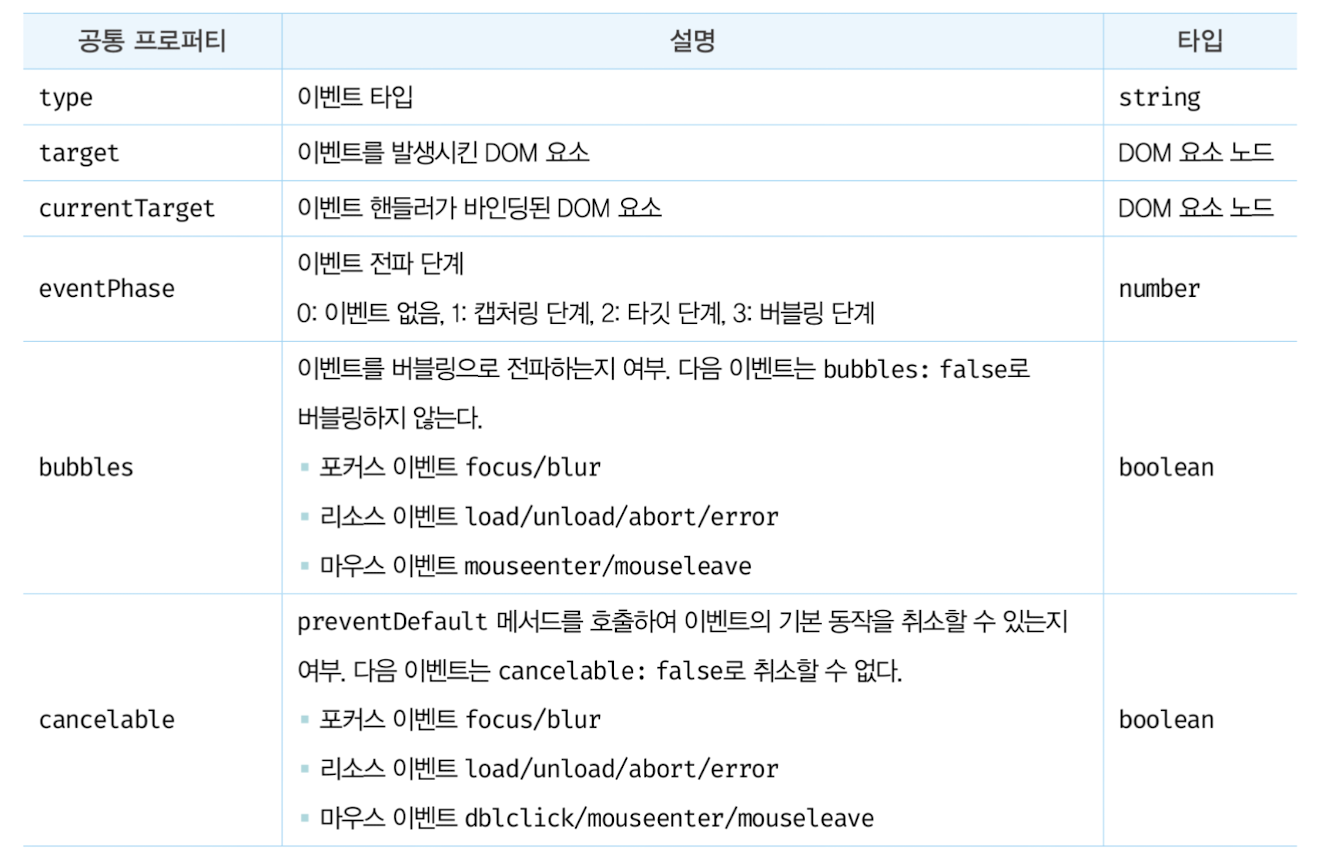 공통 프로퍼티 설명 타입
type 이벤트 타입 string
target 이벤트를 발생시킨 DOM 요소 DOM 요소 노드
currentTarget 이벤트 핸들러가 바인딩된 DOM 요소 DOM 요소 노드
eventPhase 이벤트 전파 단계
0: 이벤트 없음, 1: 캡처링 단계, 2: 타깃 단계, 3: 버블링 단계 number
bubbles 이벤트를 버블링으로 전파하는지 여부. 다음 이벤트는 bubbles: false로
버블링하지 않는다.
▪ 포커스 이벤트 focus/blur
▪ 리소스 이벤트 load/unload/abort/error
▪ 마우스 이벤트 mouseenter/mouseleave boolean
cancelable preventDefault 메서드를 호출하여 이벤트의 기본 동작을 취소할 수 있는지
여부. 다음 이벤트는 cancelable: false로 취소할 수 없다.
▪ 포커스 이벤트 focus/blur
▪ 리소스 이벤트 load/unload/abort/error
▪ 마우스 이벤트 dblclick/mouseenter/mouseleave boolean